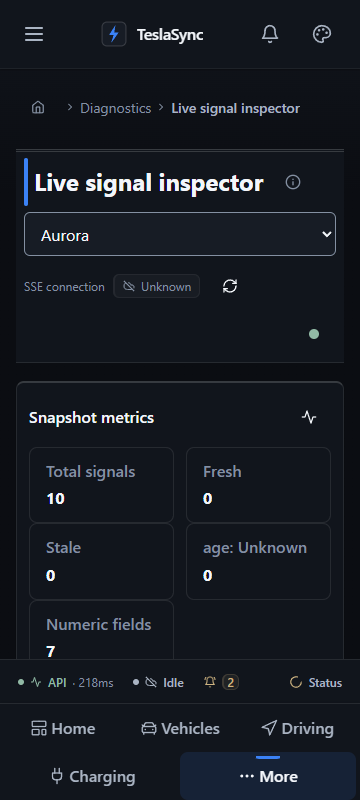 TeslaSync
Diagnostics
Live signal inspector
Live signal inspector
Aurora
SSE connection
Unknown
Snapshot metrics
Total signals
10
Fresh
0
Stale
0
age: Unknown
0
Numeric fields
7
API · 218ms
Idle
2
Status
Home
Vehicles
Driving
Charging
More